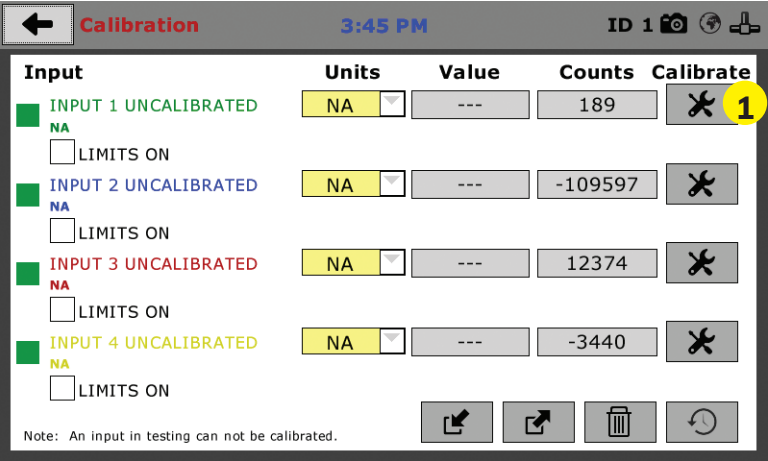 Calibration 3:45 PM ID 1
Input Units Value Counts Calibrate
INPUT 1 UNCALIBRATED NA --- 189 1
NA
LIMITS ON
INPUT 2 UNCALIBRATED NA --- -109597
NA
LIMITS ON
INPUT 3 UNCALIBRATED NA --- 12374
NA
LIMITS ON
INPUT 4 UNCALIBRATED NA --- -3440
NA
LIMITS ON
Note: An input in testing can not be calibrated.